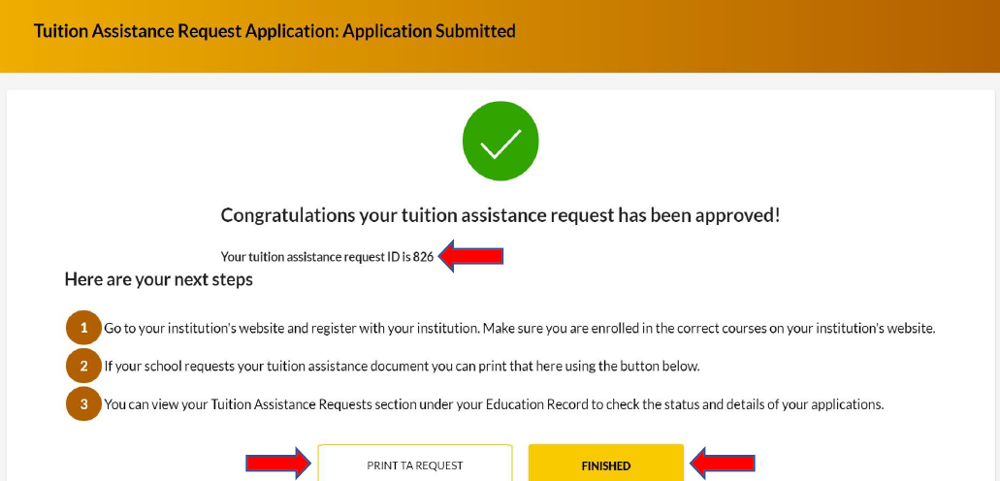 Tuition Assistance Request Application: Application Submitted
Congratulations your tuition assistance request has been approved!
Your tuition assistance request ID is 826
Here are your next steps
1 Go to your institution's website and register with your institution. Make sure you are enrolled in the correct courses on your institution's website.
2 If your school requests your tuition assistance document you can print that here using the button below.
3 You can view your Tuition Assistance Requests section under your Education Record to check the status and details of your applications.
PRINT TA REQUEST FINISHED